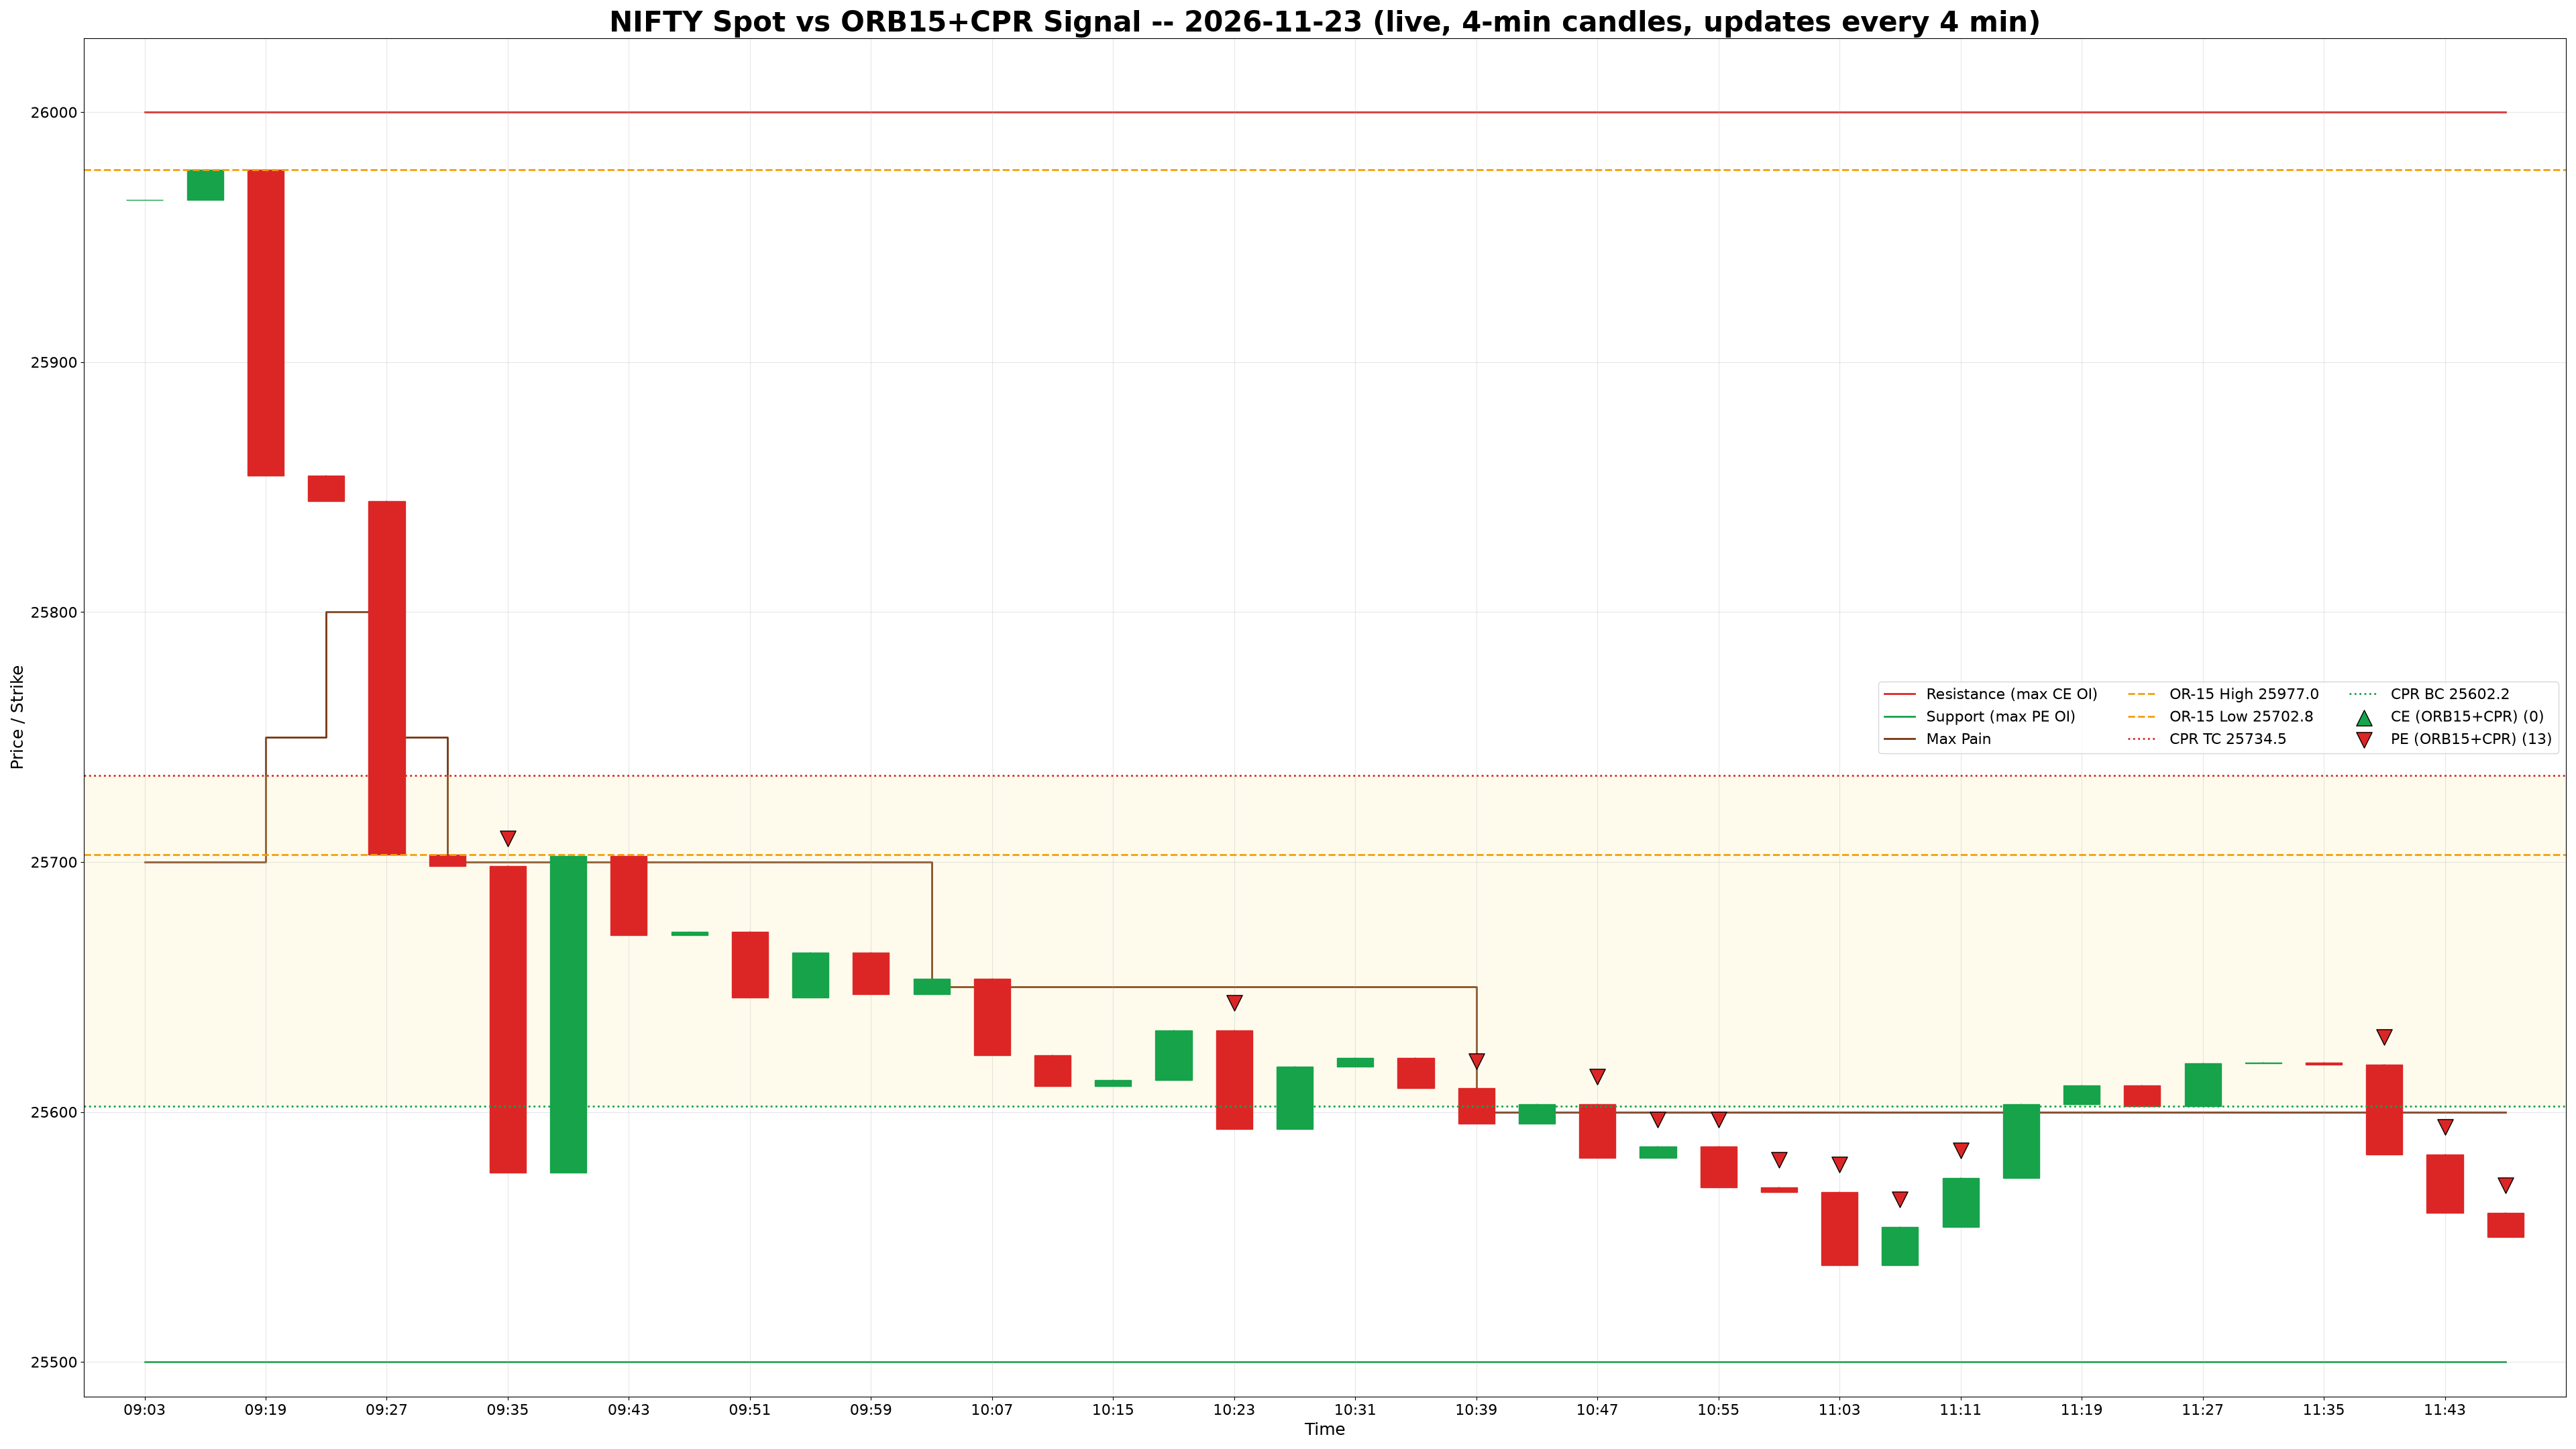 NIFTY Spot vs ORB15+CPR Signal -- 2026-11-23 (live, 4-min candles, updates every 4 min)
Price / Strike
26000
25900
25800
25700
25600
25500
Resistance (max CE OI)
Support (max PE OI)
Max Pain
OR-15 High 25977.0
OR-15 Low 25702.8
CPR TC 25734.5
CPR BC 25602.2
CE (ORB15+CPR) (0)
PE (ORB15+CPR) (13)
09:03 09:19 09:27 09:35 09:43 09:51 09:59 10:07 10:15 10:23 10:31 10:39 10:47 10:55 11:03 11:11 11:19 11:27 11:35 11:43
Time